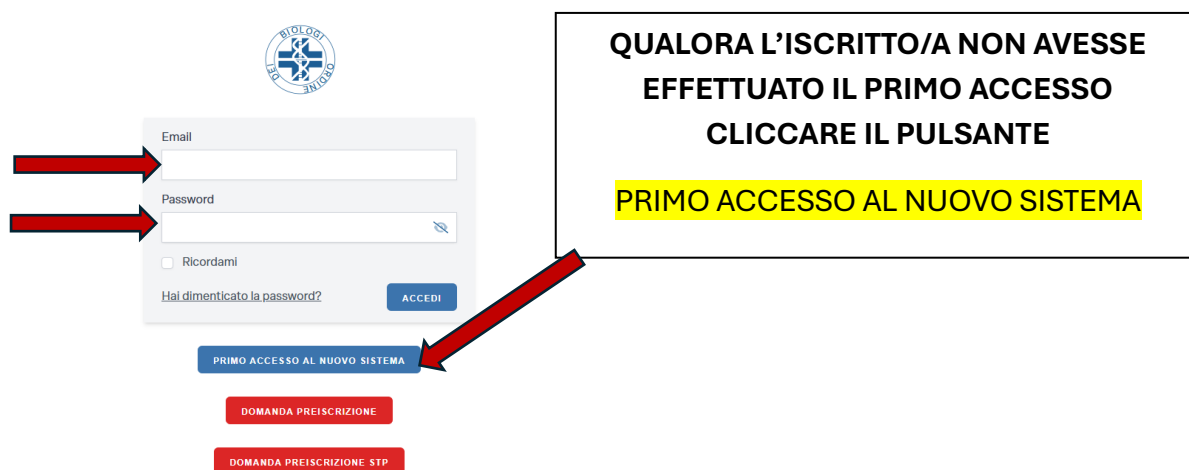 BIOLOGI
ORDINE
DEI
Email
Password
Ricordami
Hai dimenticato la password?
ACCEDI
PRIMO ACCESSO AL NUOVO SISTEMA
DOMANDA PREISCRIZIONE
DOMANDA PREISCRIZIONE STP
QUALORA L’ISCRITTO/A NON AVESSE
EFFETTUATO IL PRIMO ACCESSO
CLICCARE IL PULSANTE
PRIMO ACCESSO AL NUOVO SISTEMA